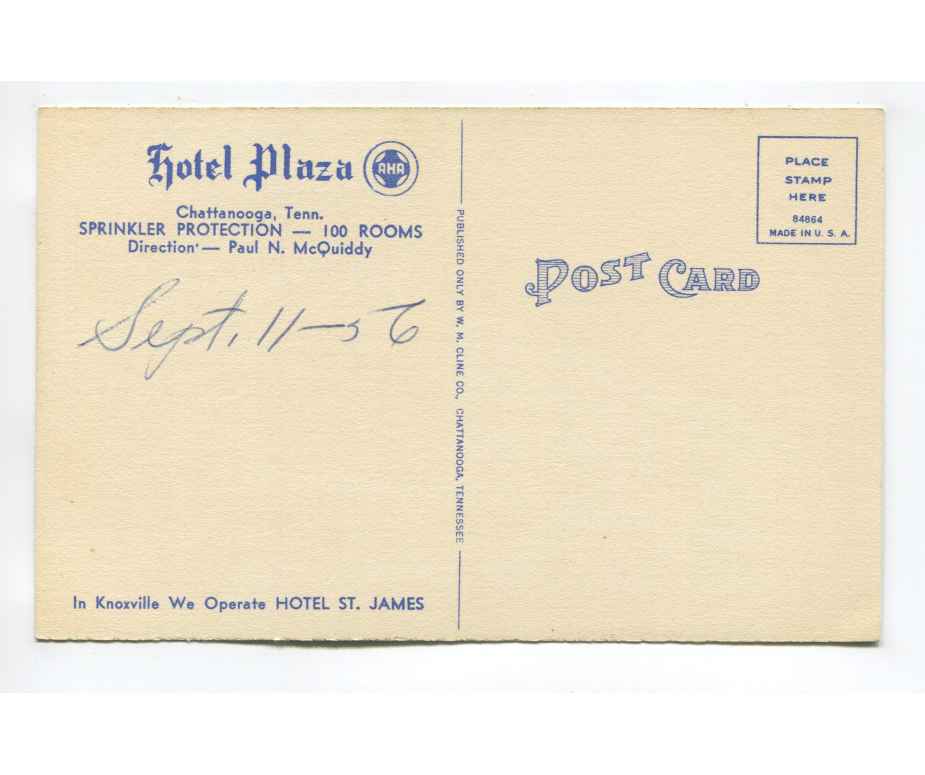 Hotel Plaza
AHA
Chattanooga, Tenn.
SPRINKLER PROTECTION — 100 ROOMS
Direction — Paul N. McQuiddy
Sept. 11-56
In Knoxville We Operate HOTEL ST. JAMES
PUBLISHED ONLY BY W. M. CLINE CO., CHATTANOOGA, TENNESSEE
PLACE
STAMP
HERE
84864
MADE IN U. S. A.
POST CARD